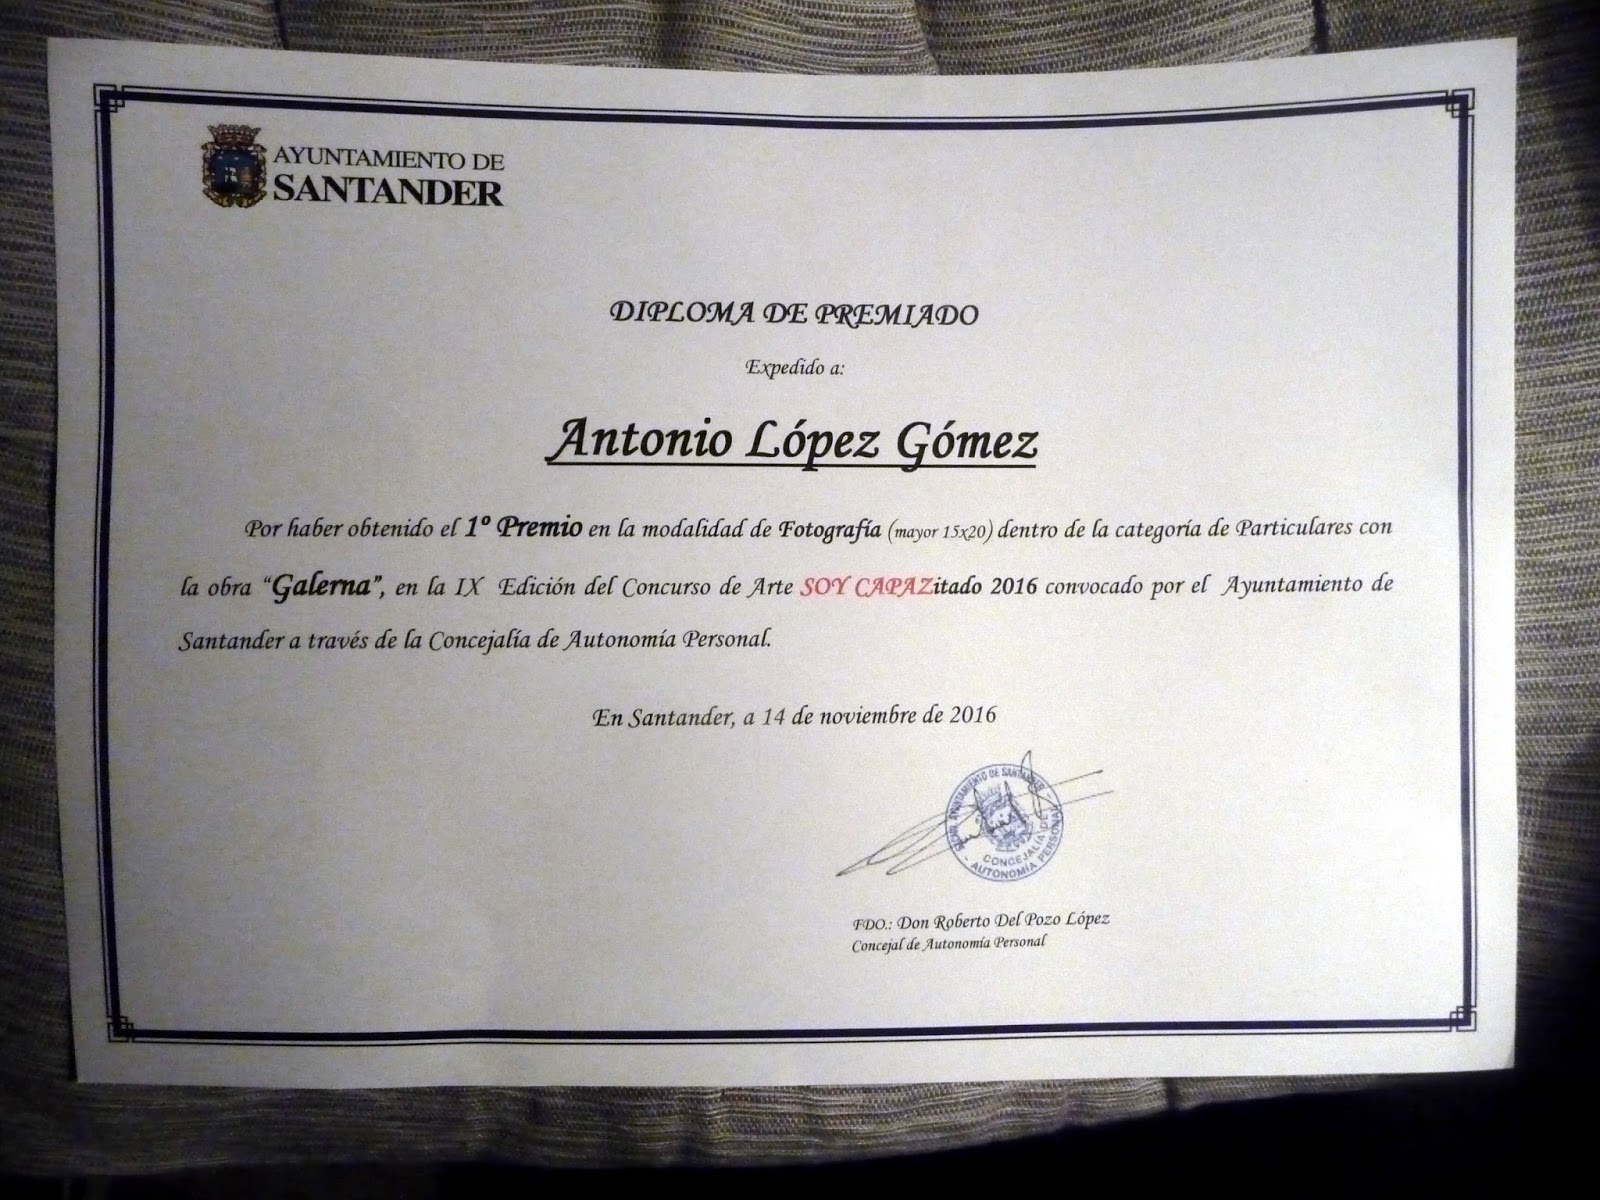 AYUNTAMIENTO DE
SANTANDER
DIPLOMA DE PREMIADO
Expedido a:
Antonio López Gómez
Por haber obtenido el 1º Premio en la modalidad de Fotografía (mayor 15x20) dentro de la categoría de Particulares con
la obra “Galerna”, en la IX Edición del Concurso de Arte SOY CAPAZitado 2016 convocado por el Ayuntamiento de
Santander a través de la Concejalía de Autonomía Personal.
En Santander, a 14 de noviembre de 2016
AYUNTAMIENTO DE SANTANDER
CONCEJALÍA DE
AUTONOMÍA PERSONAL
FDO.: Don Roberto Del Pozo López
Concejal de Autonomía Personal